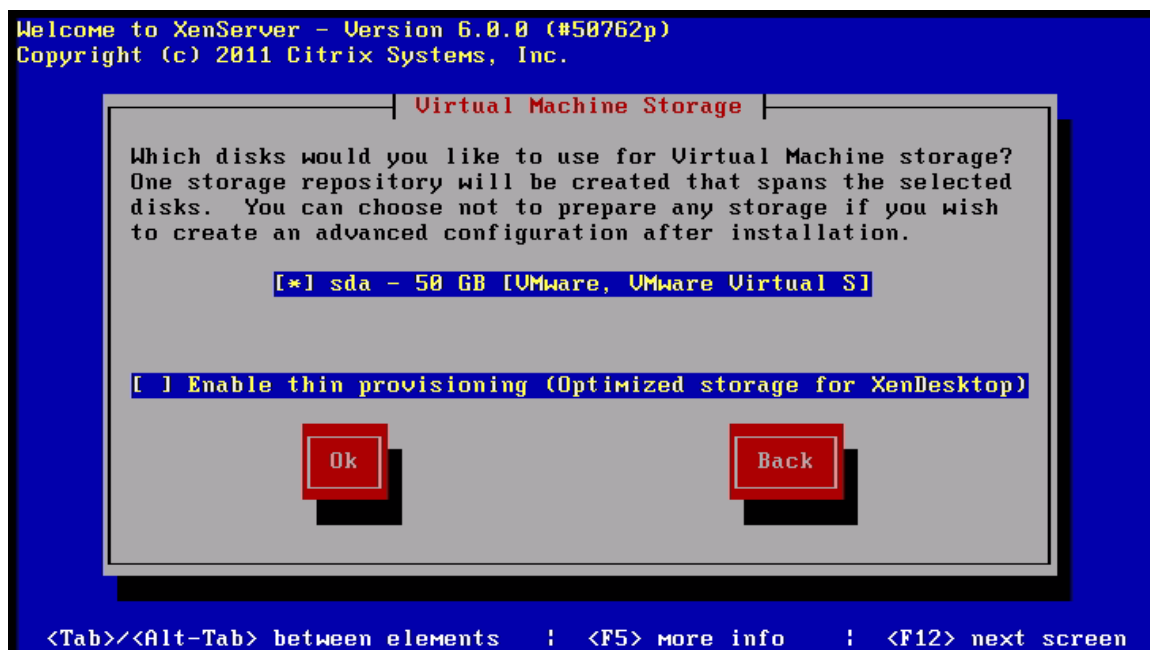 Welcome to XenServer - Version 6.0.0 (#50762p)
Copyright (c) 2011 Citrix Systems, Inc.
Virtual Machine Storage
Which disks would you like to use for Virtual Machine storage?
One storage repository will be created that spans the selected
disks.  You can choose not to prepare any storage if you wish
to create an advanced configuration after installation.
[*] sda - 50 GB [VMware, VMware Virtual S]
[ ] Enable thin provisioning (Optimized storage for XenDesktop)
Ok Back
<Tab>/<Alt-Tab> between elements | <F5> more info | <F12> next screen